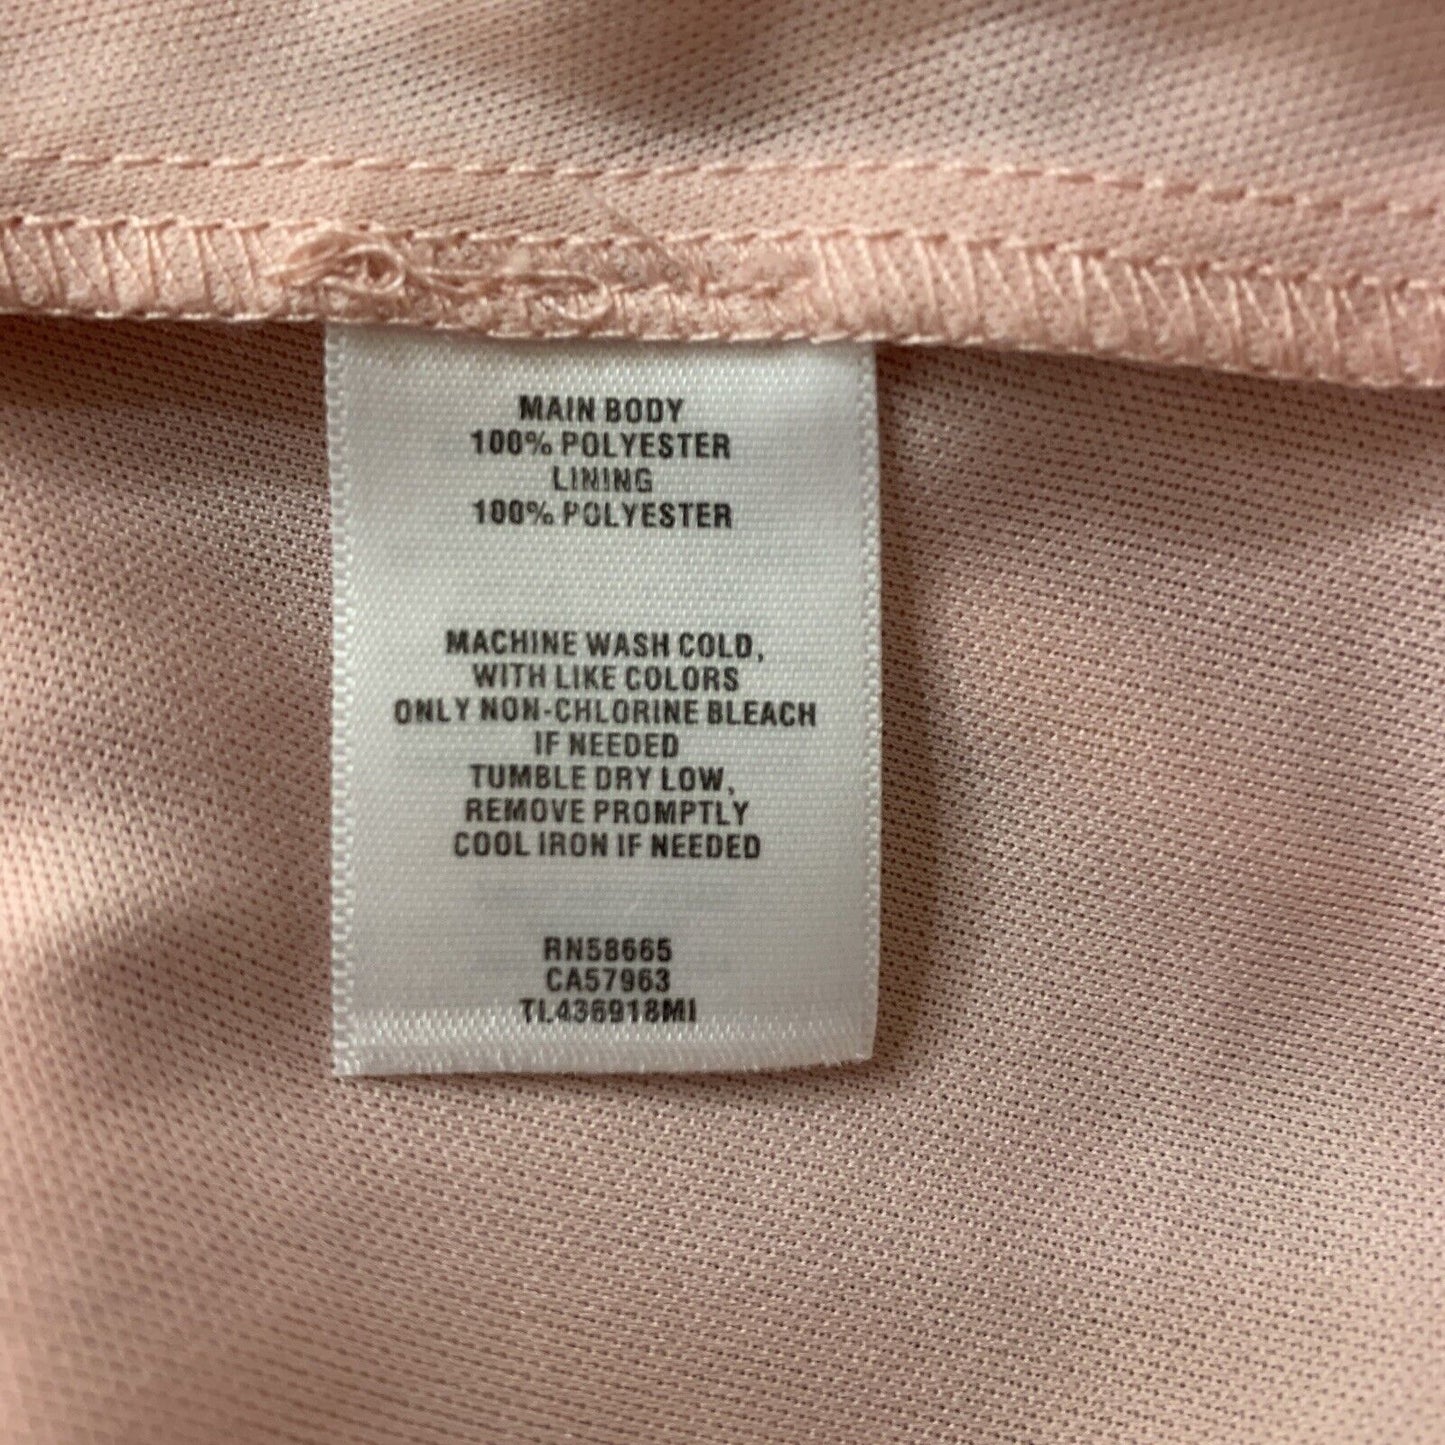 MAIN BODY
100% POLYESTER
LINING
100% POLYESTER
MACHINE WASH COLD,
WITH LIKE COLORS
ONLY NON-CHLORINE BLEACH
IF NEEDED
TUMBLE DRY LOW,
REMOVE PROMPTLY
COOL IRON IF NEEDED
RN58665
CA57963
TL436918MI